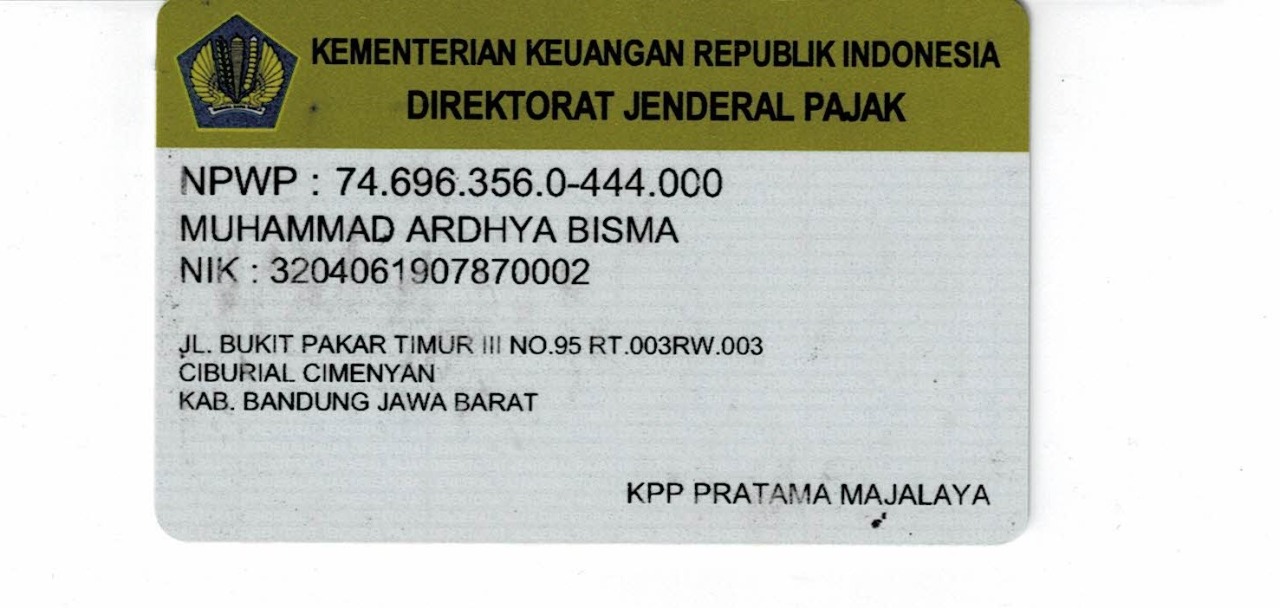 KEMENTERIAN KEUANGAN REPUBLIK INDONESIA
DIREKTORAT JENDERAL PAJAK
NPWP : 74.696.356.0-444.000
MUHAMMAD ARDHYA BISMA
NIK : 3204061907870002
JL. BUKIT PAKAR TIMUR III NO.95 RT.003RW.003
CIBURIAL CIMENYAN
KAB. BANDUNG JAWA BARAT
KPP PRATAMA MAJALAYA